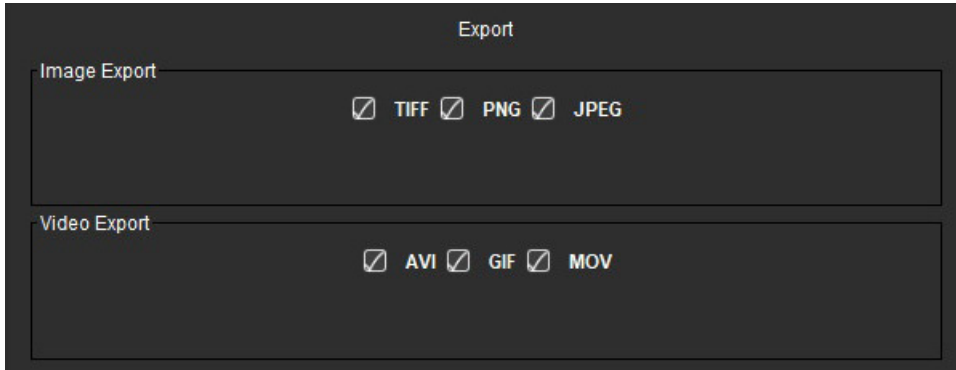 Export
Image Export
TIFF PNG JPEG
Video Export
AVI GIF MOV